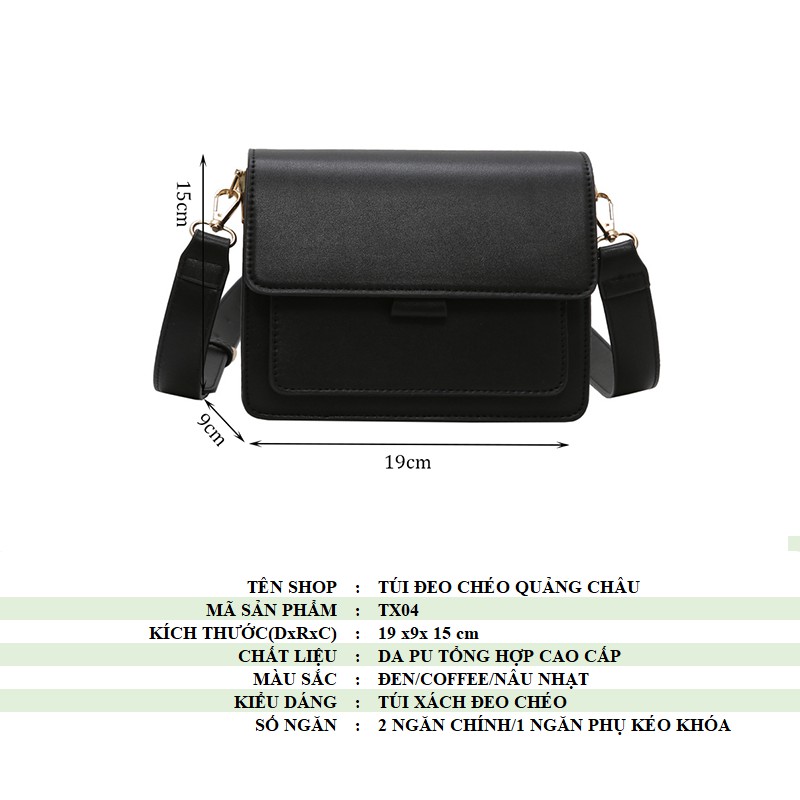 15cm
9cm
19cm
TÊN SHOP : TÚI ĐEO CHÉO QUẢNG CHÂU
MÃ SẢN PHẨM : TX04
KÍCH THƯỚC(DxRxC) : 19 x9x 15 cm
CHẤT LIỆU : DA PU TỔNG HỢP CAO CẤP
MÀU SẮC : ĐEN/COFFEE/NÂU NHẠT
KIỂU DÁNG : TÚI XÁCH ĐEO CHÉO
SỐ NGĂN : 2 NGĂN CHÍNH/1 NGĂN PHỤ KÉO KHÓA